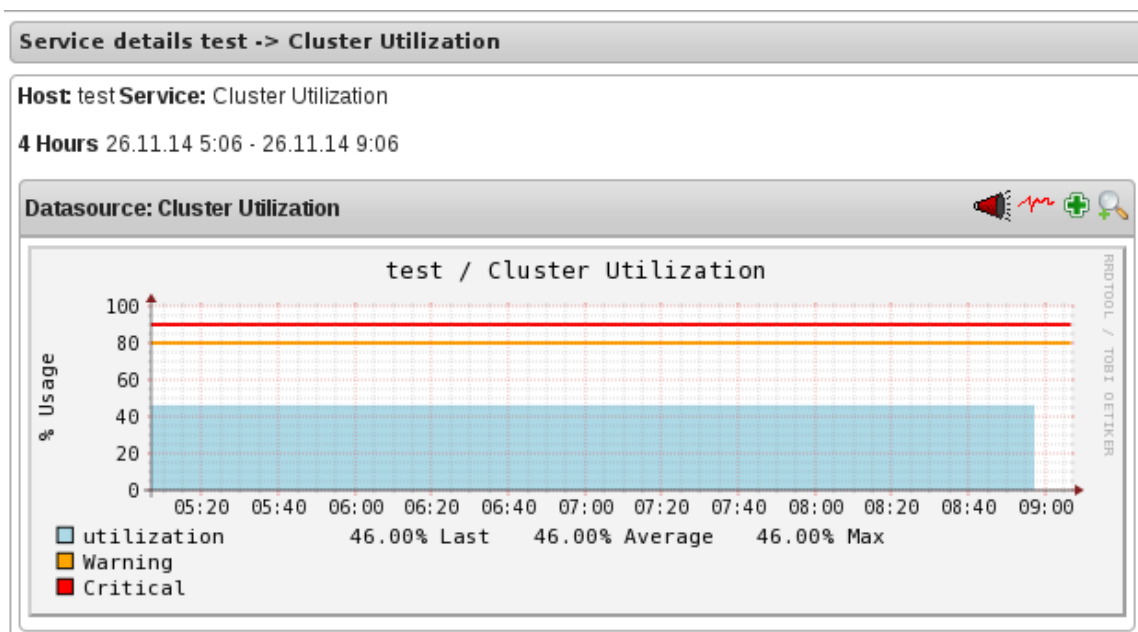 Service details test -> Cluster Utilization
Host: test Service: Cluster Utilization
4 Hours 26.11.14 5:06 - 26.11.14 9:06
Datasource: Cluster Utilization
test / Cluster Utilization
RRDTOOL / TOBI OETIKER
% Usage
100
80
60
40
20
0
05:20 05:40 06:00 06:20 06:40 07:00 07:20 07:40 08:00 08:20 08:40 09:00
utilization 46.00% Last 46.00% Average 46.00% Max
Warning
Critical